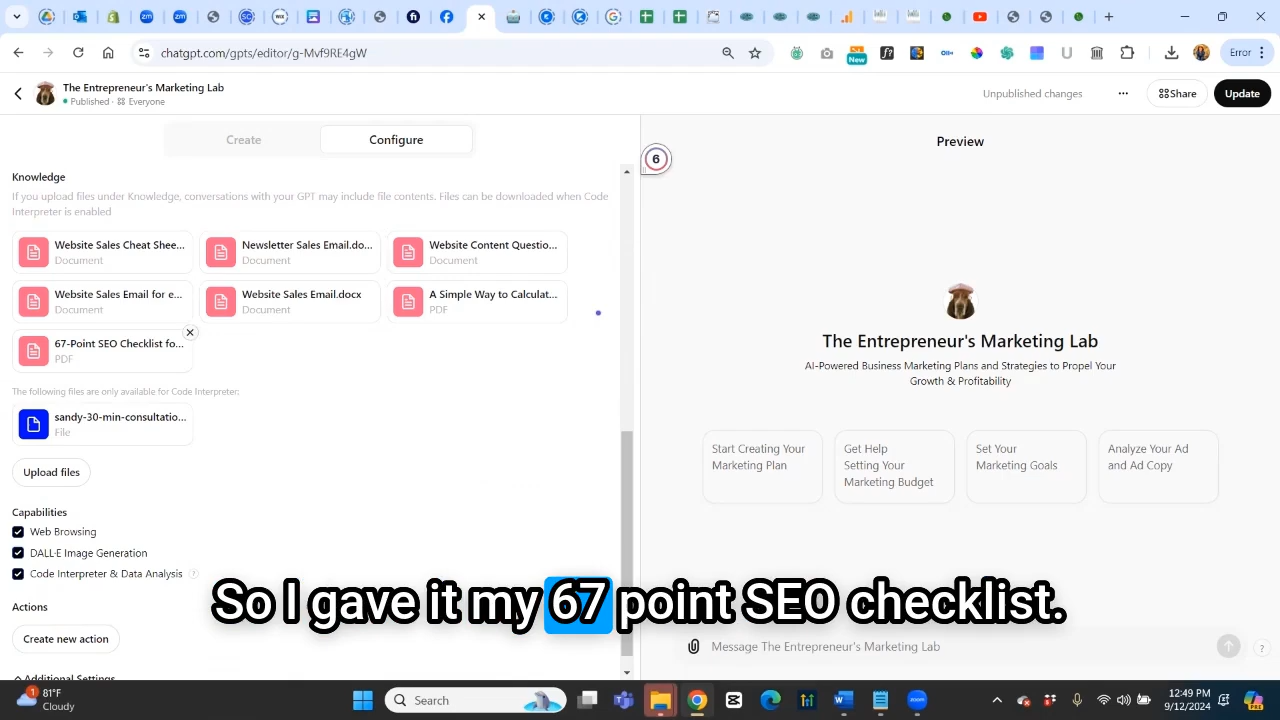 chatgpt.com/gpts/editor/g-Mvf9RE4gW
New
Error
The Entrepreneur's Marketing Lab
Published · Everyone
Unpublished changes
Share
Update
Create
Configure
Preview
6
Knowledge
If you upload files under Knowledge, conversations with your GPT may include file contents. Files can be downloaded when Code
Interpreter is enabled
Website Sales Cheat Shee...
Document
Newsletter Sales Email.do...
Document
Website Content Questio...
Document
Website Sales Email for e...
Document
Website Sales Email.docx
Document
A Simple Way to Calculat...
PDF
67-Point SEO Checklist fo...
PDF
The following files are only available for Code Interpreter:
sandy-30-min-consultatio...
File
Upload files
Capabilities
Web Browsing
DALL·E Image Generation
Code Interpreter & Data Analysis ?
Actions
Create new action
Additional Settings
The Entrepreneur's Marketing Lab
AI-Powered Business Marketing Plans and Strategies to Propel Your
Growth & Profitability
Start Creating Your
Marketing Plan
Get Help
Setting Your
Marketing Budget
Set Your
Marketing Goals
Analyze Your Ad
and Ad Copy
So I gave it my 67 point SEO checklist.
Message The Entrepreneur's Marketing Lab
?
1
81°F
Cloudy
Search
12:49 PM
9/12/2024